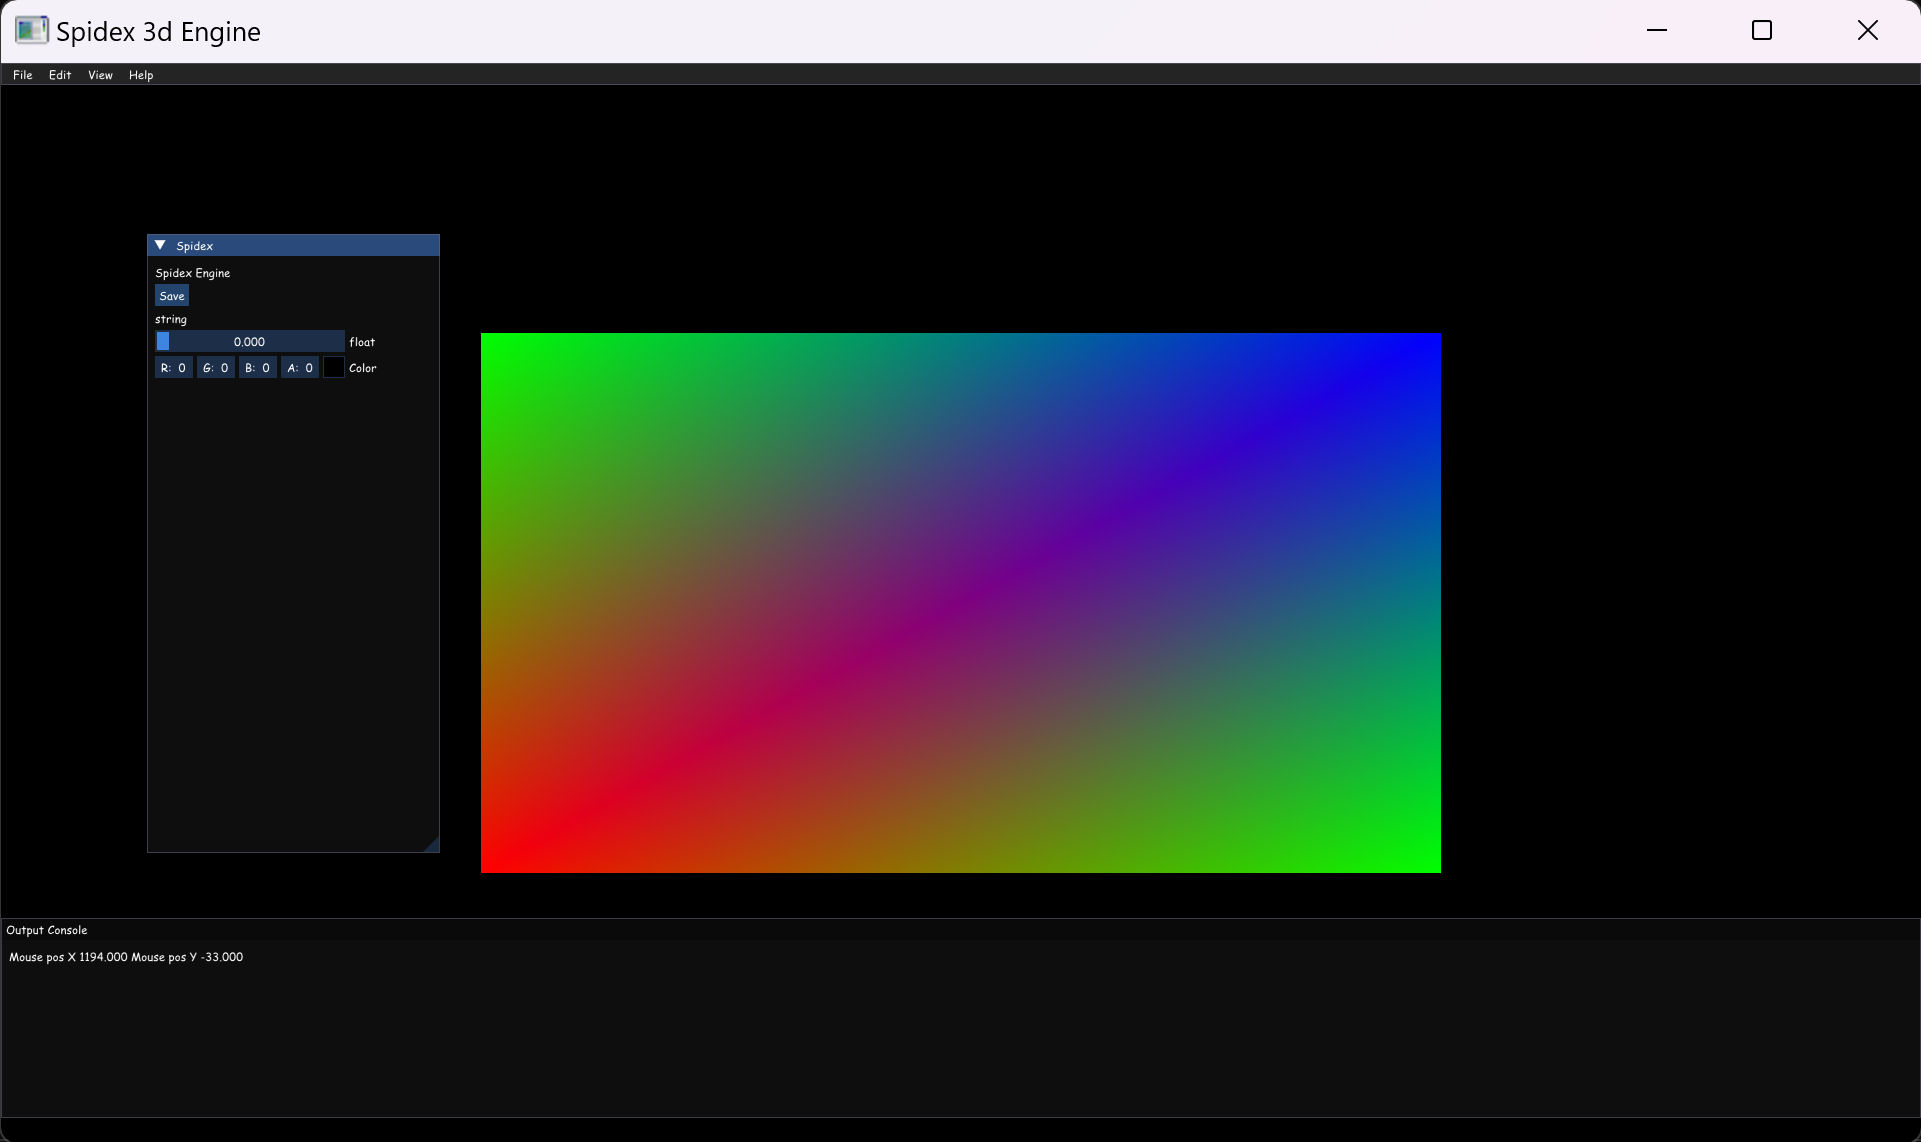 Spidex 3d Engine
File Edit View Help
Spidex
Spidex Engine
Save
string
0.000 float
R: 0 G: 0 B: 0 A: 0 Color
Output Console
Mouse pos X 1194.000 Mouse pos Y -33.000